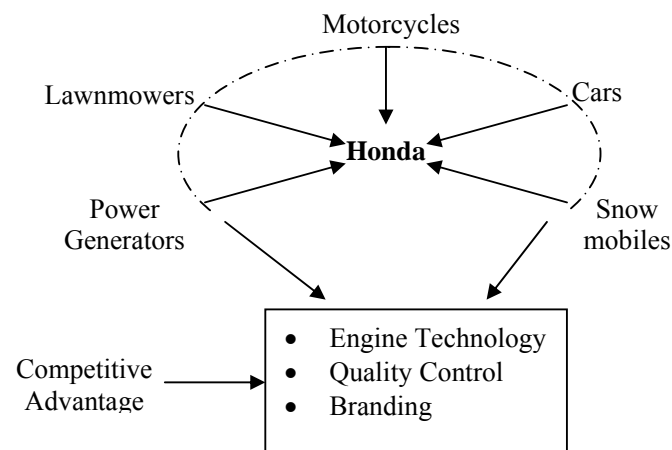 Motorcycles
Lawnmowers
Cars
Honda
Power
Generators
Snow
mobiles
• Engine Technology
• Quality Control
• Branding
Competitive
Advantage